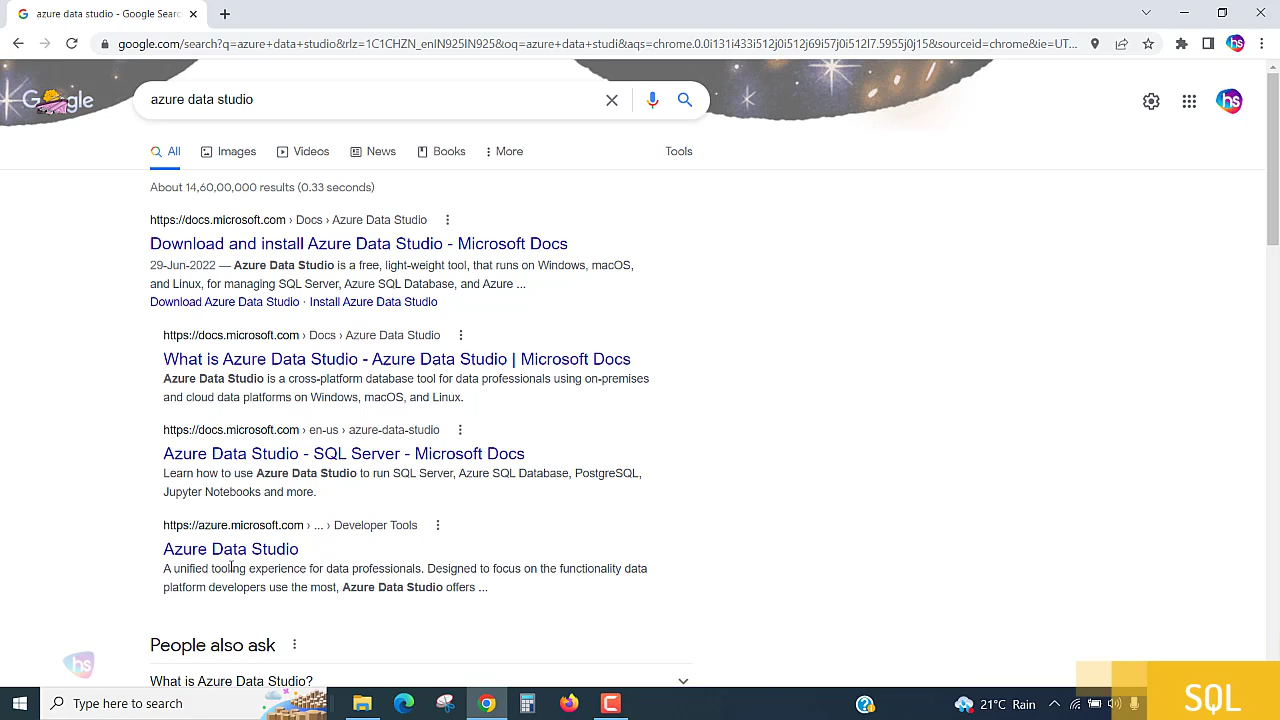 azure data studio - Google Searc
google.com/search?q=azure+data+studio&rlz=1C1CHZN_enIN925IN925&oq=azure+data+studi&aqs=chrome.0.0i131i433i512j0i512i69i57j0i512l7.5955j0j15&sourceid=chrome&ie=UT...
hs
Google
azure data studio
hs
All
Images
Videos
News
Books
More
Tools
About 14,60,00,000 results (0.33 seconds)
https://docs.microsoft.com › Docs › Azure Data Studio
Download and install Azure Data Studio - Microsoft Docs
29-Jun-2022 — Azure Data Studio is a free, light-weight tool, that runs on Windows, macOS,
and Linux, for managing SQL Server, Azure SQL Database, and Azure ...
Download Azure Data Studio · Install Azure Data Studio
https://docs.microsoft.com › Docs › Azure Data Studio
What is Azure Data Studio - Azure Data Studio | Microsoft Docs
Azure Data Studio is a cross-platform database tool for data professionals using on-premises
and cloud data platforms on Windows, macOS, and Linux.
https://docs.microsoft.com › en-us › azure-data-studio
Azure Data Studio - SQL Server - Microsoft Docs
Learn how to use Azure Data Studio to run SQL Server, Azure SQL Database, PostgreSQL,
Jupyter Notebooks and more.
https://azure.microsoft.com › ... › Developer Tools
Azure Data Studio
A unified tooling experience for data professionals. Designed to focus on the functionality data
platform developers use the most, Azure Data Studio offers ...
People also ask
What is Azure Data Studio?
hs
SQL
Type here to search
21°C Rain